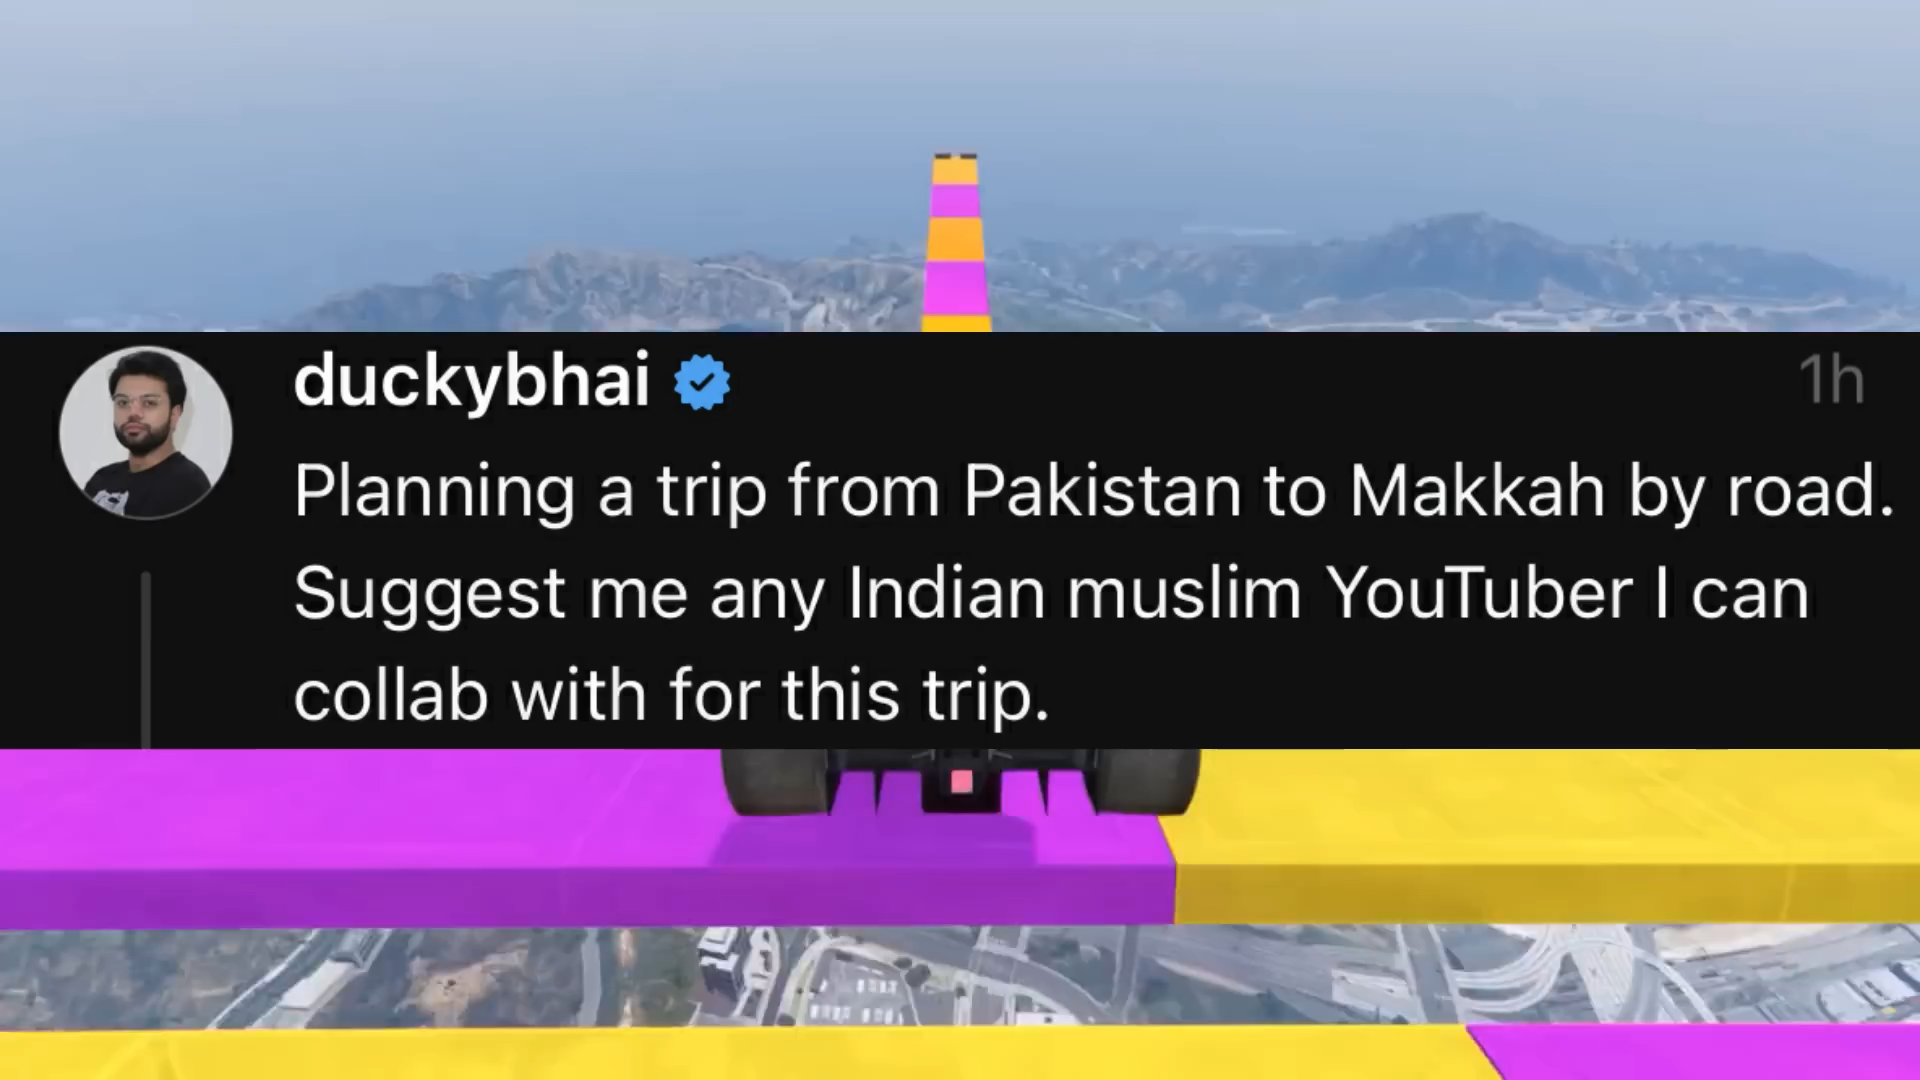 duckybhai
1h
Planning a trip from Pakistan to Makkah by road.
Suggest me any Indian muslim YouTuber I can
collab with for this trip.